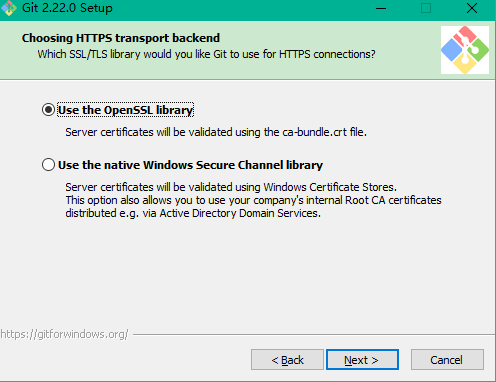 Git 2.22.0 Setup
Choosing HTTPS transport backend
Which SSL/TLS library would you like Git to use for HTTPS connections?
Use the OpenSSL library
Server certificates will be validated using the ca-bundle.crt file.
Use the native Windows Secure Channel library
Server certificates will be validated using Windows Certificate Stores.
This option also allows you to use your company's internal Root CA certificates
distributed e.g. via Active Directory Domain Services.
https://gitforwindows.org/
< Back Next > Cancel